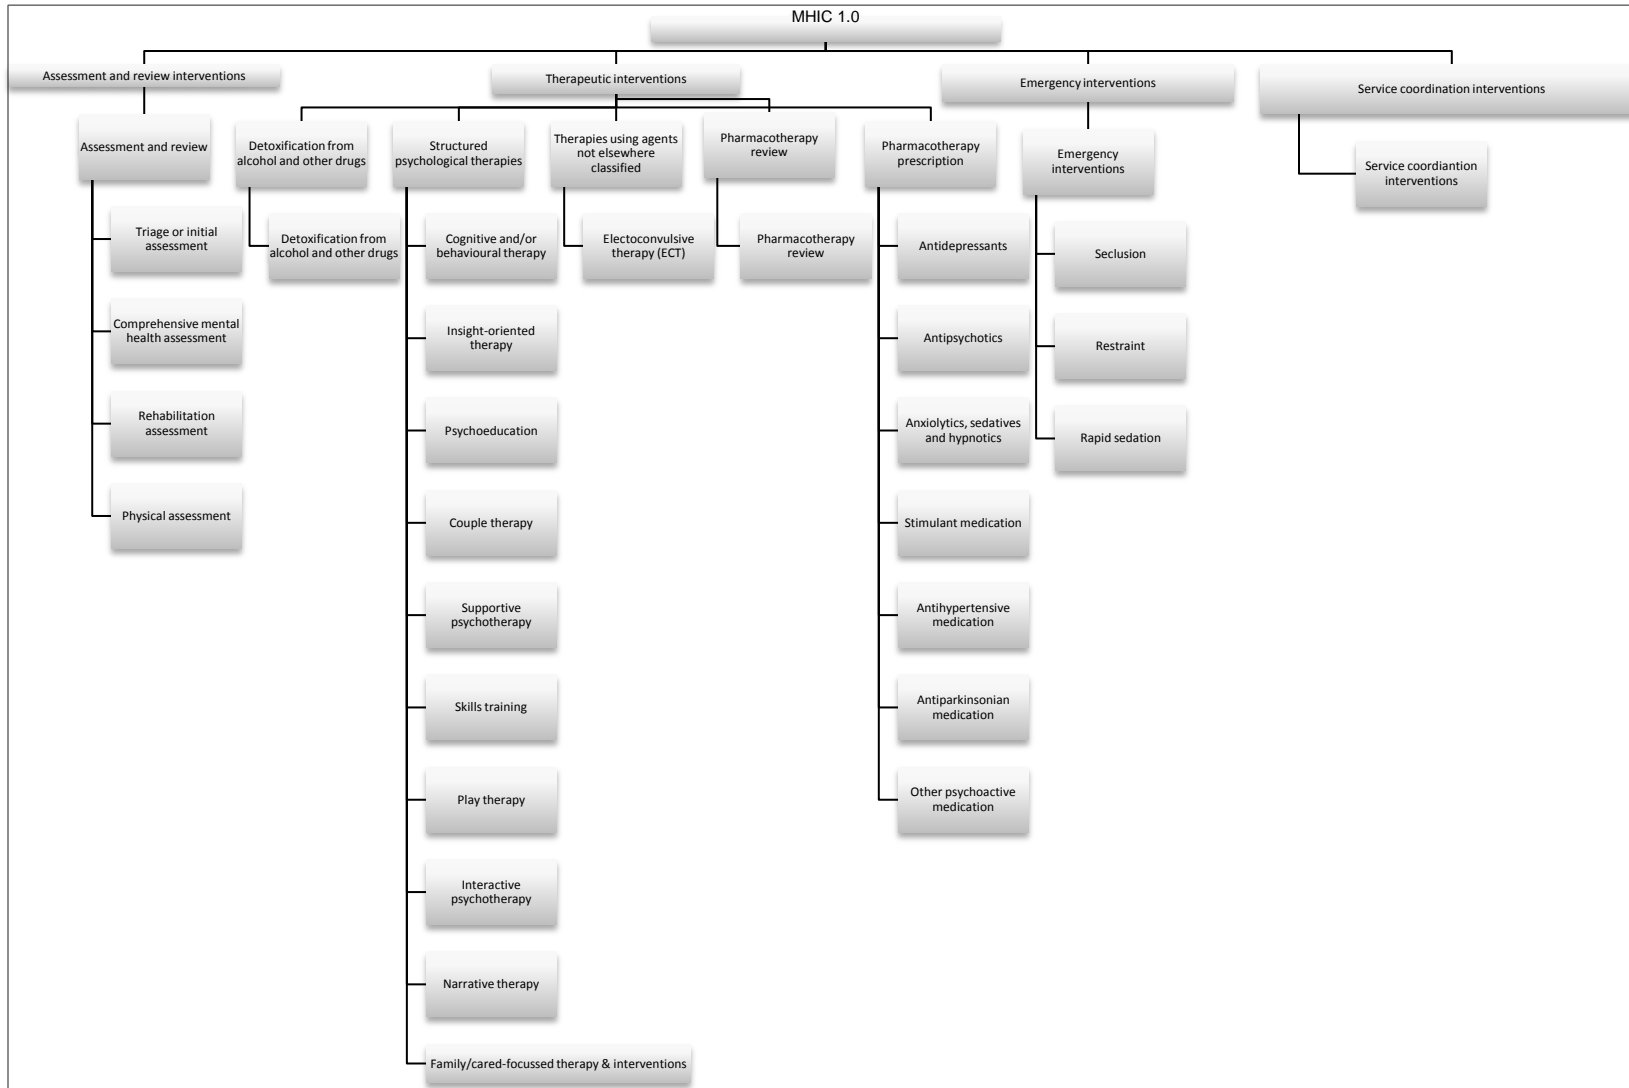 MHIC 1.0
Assessment and review interventions
Therapeutic interventions
Emergency interventions
Service coordination interventions
Assessment and review
Detoxification from
alcohol and other drugs
Structured
psychological therapies
Therapies using agents
not elsewhere
classified
Pharmacotherapy
review
Pharmacotherapy
prescription
Emergency
interventions
Service coordiantion
interventions
Triage or initial
assessment
Comprehensive mental
health assessment
Rehabilitation
assessment
Physical assessment
Detoxification from
alcohol and other drugs
Cognitive and/or
behavioural therapy
Insight-oriented
therapy
Psychoeducation
Couple therapy
Supportive
psychotherapy
Skills training
Play therapy
Interactive
psychotherapy
Narrative therapy
Family/cared-focussed therapy & interventions
Electoconvulsive
therapy (ECT)
Pharmacotherapy
review
Antidepressants
Antipsychotics
Anxiolytics, sedatives
and hypnotics
Stimulant medication
Antihypertensive
medication
Antiparkinsonian
medication
Other psychoactive
medication
Seclusion
Restraint
Rapid sedation